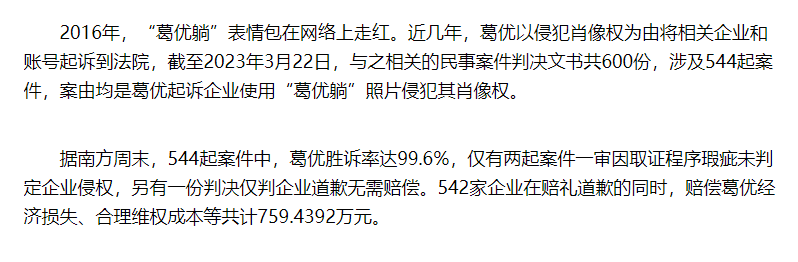 2016年，“葛优躺”表情包在网络上走红。近几年，葛优以侵犯肖像权为由将相关企业和
账号起诉到法院，截至2023年3月22日，与之相关的民事案件判决文书共600份，涉及544起案
件，案由均是葛优起诉企业使用“葛优躺”照片侵犯其肖像权。
据南方周末，544起案件中，葛优胜诉率达99.6%，仅有两起案件一审因取证程序瑕疵未判
定企业侵权，另有一份判决仅判企业道歉无需赔偿。542家企业在赔礼道歉的同时，赔偿葛优经
济损失、合理维权成本等共计759.4392万元。